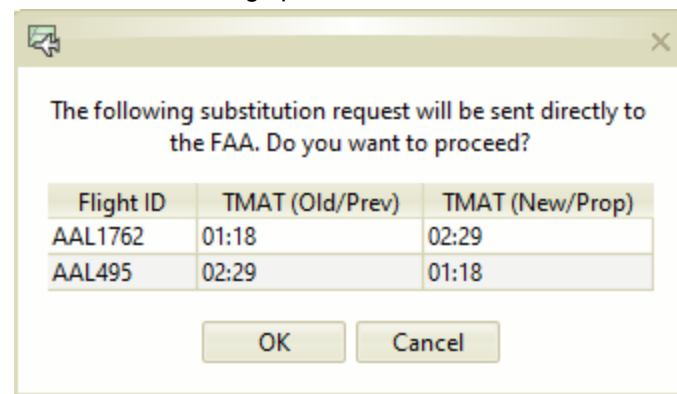 The following substitution request will be sent directly to
the FAA. Do you want to proceed?
Flight ID TMAT (Old/Prev) TMAT (New/Prop)
AAL1762 01:18 02:29
AAL495 02:29 01:18
OK Cancel